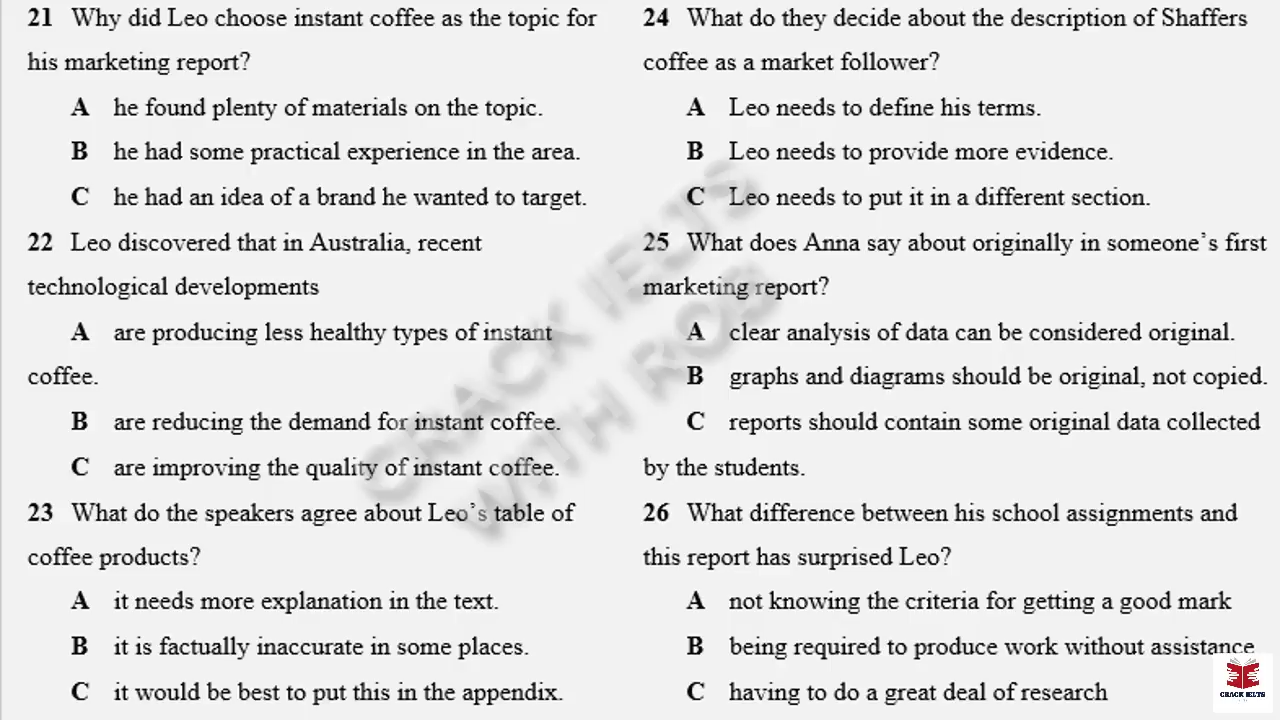 21 Why did Leo choose instant coffee as the topic for
his marketing report?
A he found plenty of materials on the topic.
B he had some practical experience in the area.
C he had an idea of a brand he wanted to target.
22 Leo discovered that in Australia, recent
technological developments
A are producing less healthy types of instant
coffee.
B are reducing the demand for instant coffee.
C are improving the quality of instant coffee.
23 What do the speakers agree about Leo's table of
coffee products?
A it needs more explanation in the text.
B it is factually inaccurate in some places.
C it would be best to put this in the appendix.
24 What do they decide about the description of Shaffers
coffee as a market follower?
A Leo needs to define his terms.
B Leo needs to provide more evidence.
C Leo needs to put it in a different section.
25 What does Anna say about originally in someone's first
marketing report?
A clear analysis of data can be considered original.
B graphs and diagrams should be original, not copied.
C reports should contain some original data collected
by the students.
26 What difference between his school assignments and
this report has surprised Leo?
A not knowing the criteria for getting a good mark
B being required to produce work without assistance
C having to do a great deal of research
CRACK IELTS
WITH ROB
CRACK IELTS